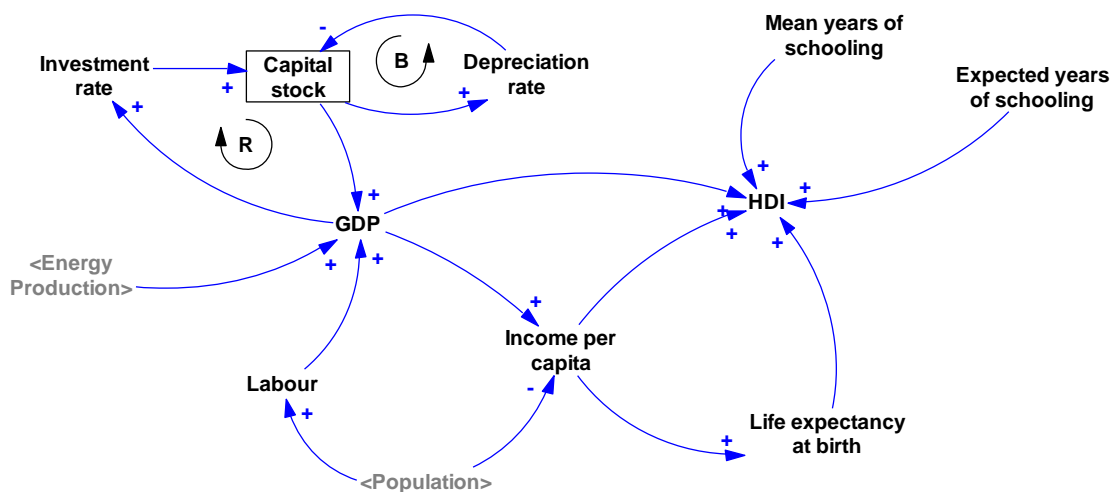 Mean years of
schooling
Investment
rate
+
-
Capital
stock
B
Depreciation
rate
+
Expected years
of schooling
+
R
+
+
+
+
HDI
+
+
+
GDP
+
+
<Energy
Production>
+
Income per
capita
-
Labour
+
Life expectancy
at birth
+
<Population>